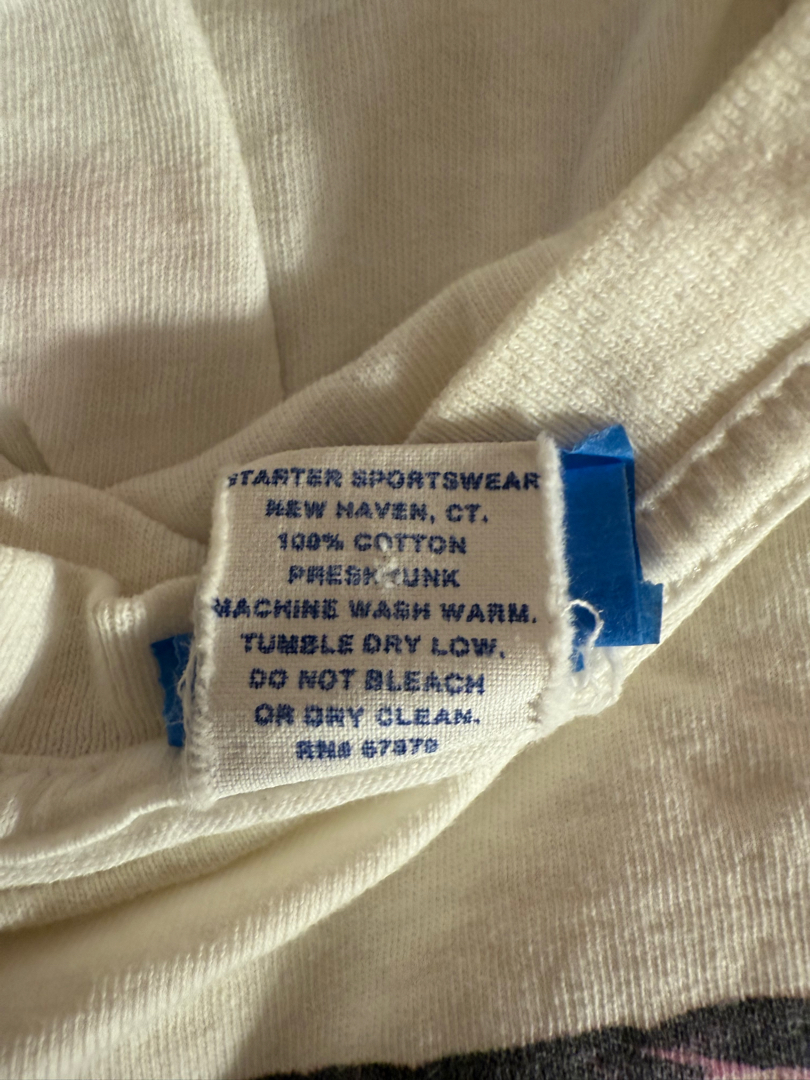 STARTER SPORTSWEAR
NEW HAVEN, CT.
100% COTTON
PRESHRUNK
MACHINE WASH WARM.
TUMBLE DRY LOW.
DO NOT BLEACH
OR DRY CLEAN.
RN# 67979